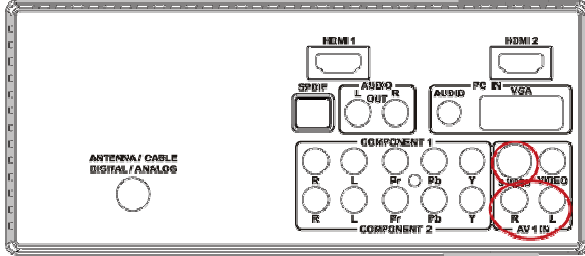 HDMI 1
HDMI 2
SPDIF
AUDIO
L OUT R
PC IN
AUDIO
VGA
COMPONENT 1
ANTENNA / CABLE
DIGITAL / ANALOG
R L Pr Pb Y
VIDEO
R L Pr Pb Y
R L
COMPONENT 2
AV 1 IN